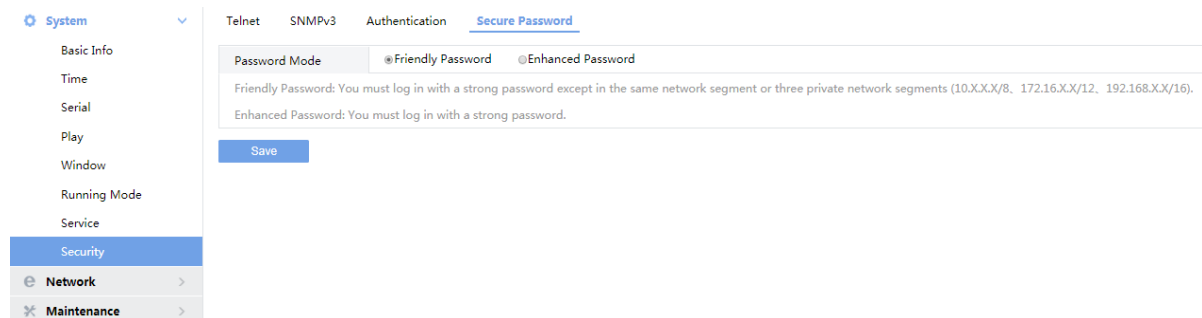 System
Basic Info
Time
Serial
Play
Window
Running Mode
Service
Security
Network
Maintenance
Telnet SNMPv3 Authentication Secure Password
Password Mode Friendly Password Enhanced Password
Friendly Password: You must log in with a strong password except in the same network segment or three private network segments (10.X.X.X/8、172.16.X.X/12、192.168.X.X/16).
Enhanced Password: You must log in with a strong password.
Save